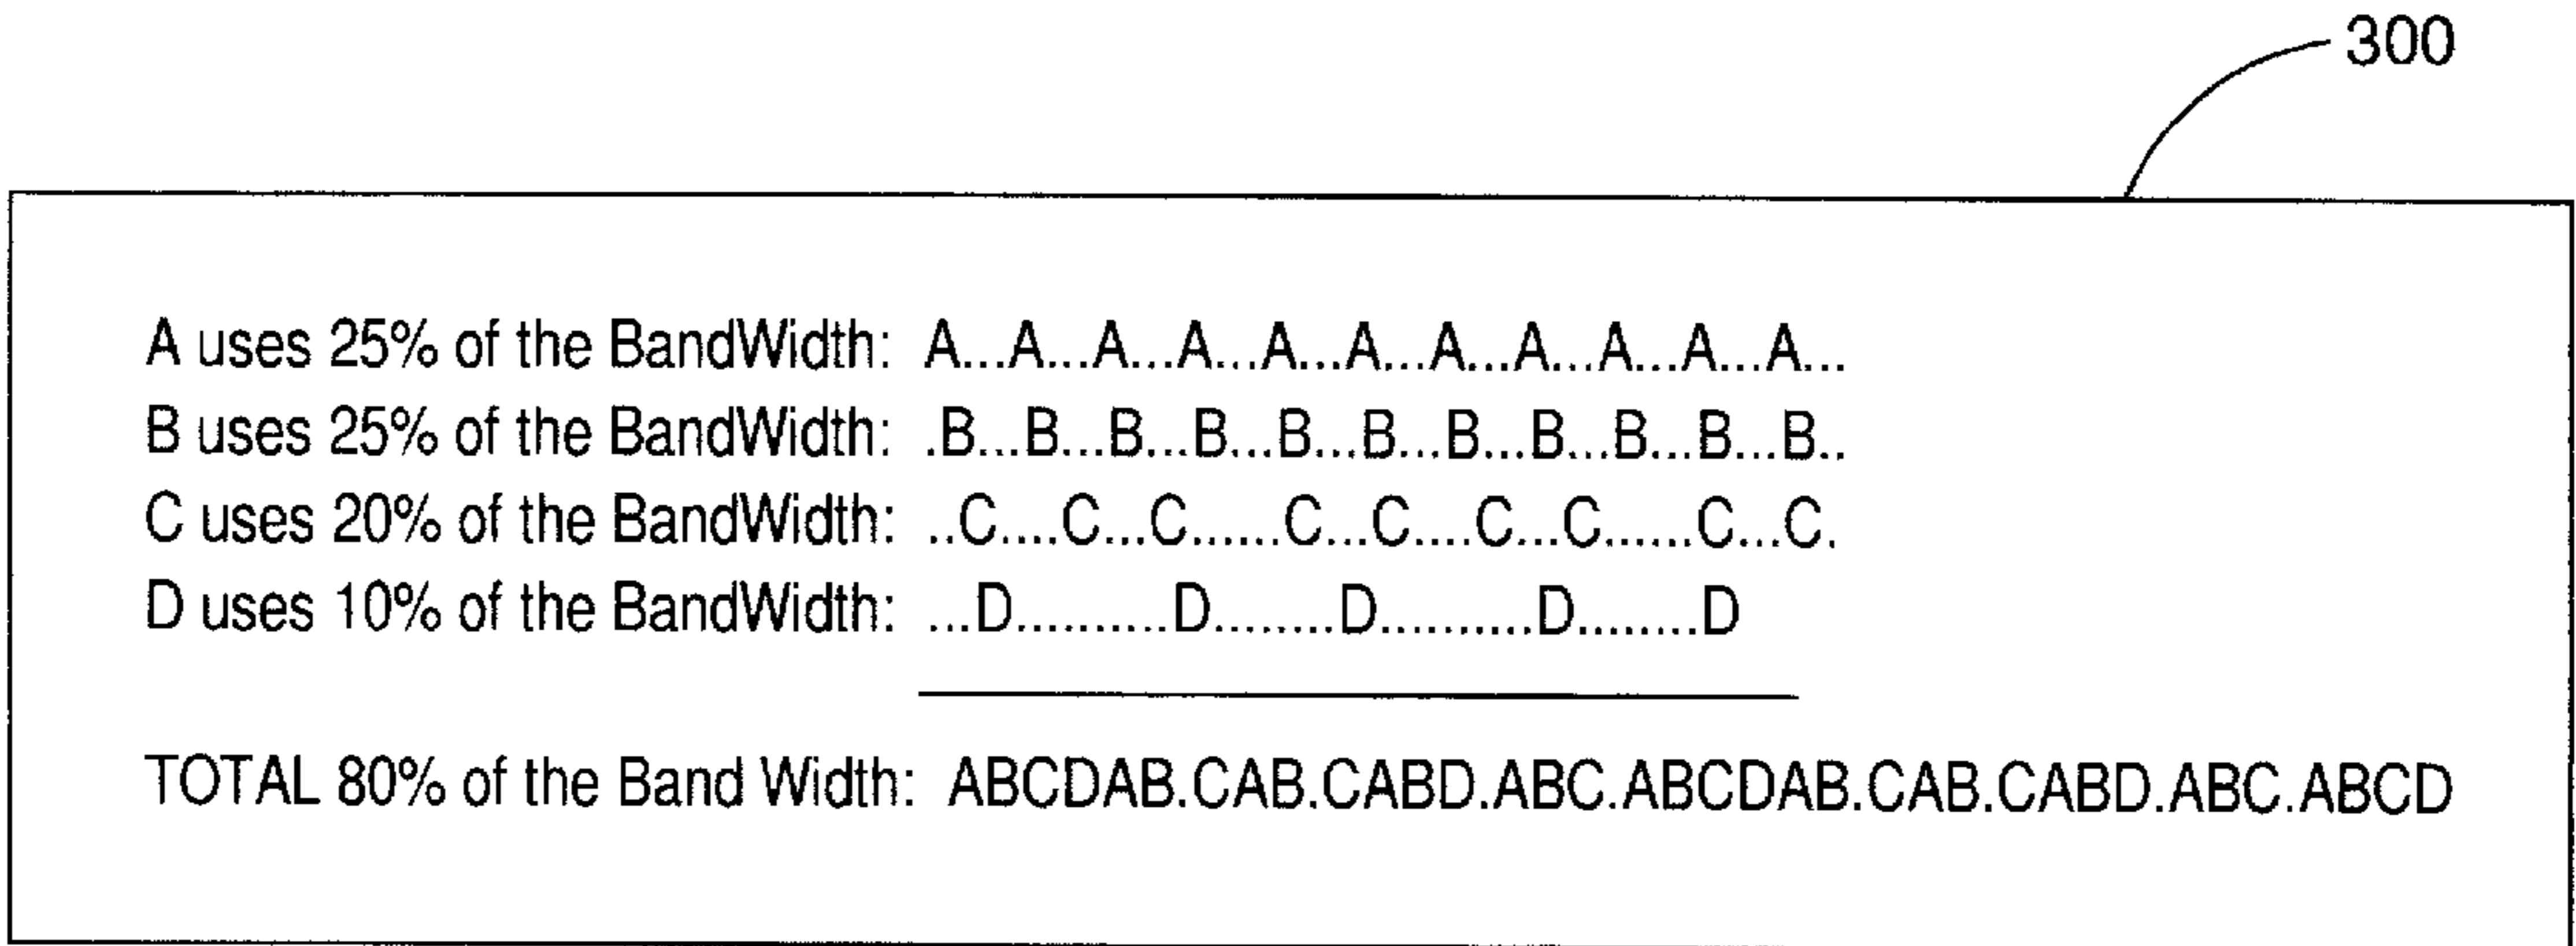 300
A uses 25% of the BandWidth: A...A...A...A...A...A...A...A...A...A...A...
B uses 25% of the BandWidth: .B...B...B...B...B...B...B...B...B...B...B..
C uses 20% of the BandWidth: ..C....C...C......C...C....C...C......C...C.
D uses 10% of the BandWidth: ...D..........D........D..........D........D
TOTAL 80% of the Band Width: ABCDAB.CAB.CABD.ABC.ABCDAB.CAB.CABD.ABC.ABCD